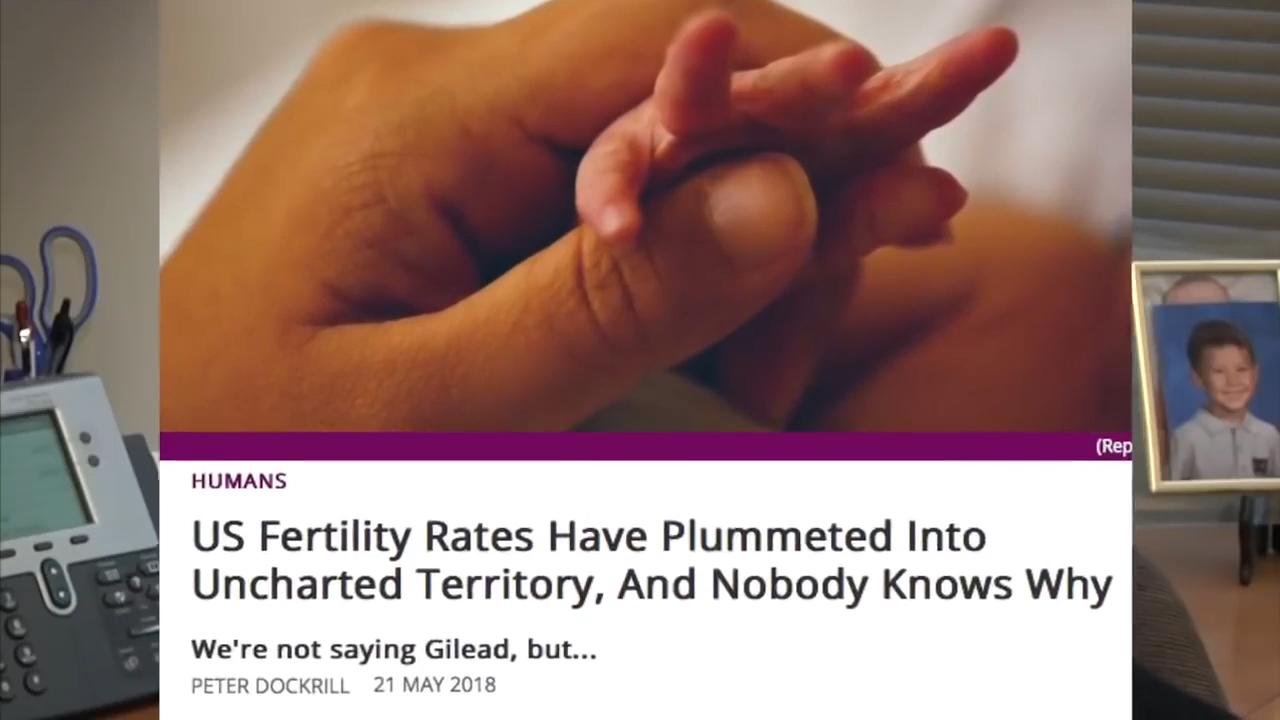 (Rep
HUMANS
US Fertility Rates Have Plummeted Into
Uncharted Territory, And Nobody Knows Why
We're not saying Gilead, but...
PETER DOCKRILL 21 MAY 2018